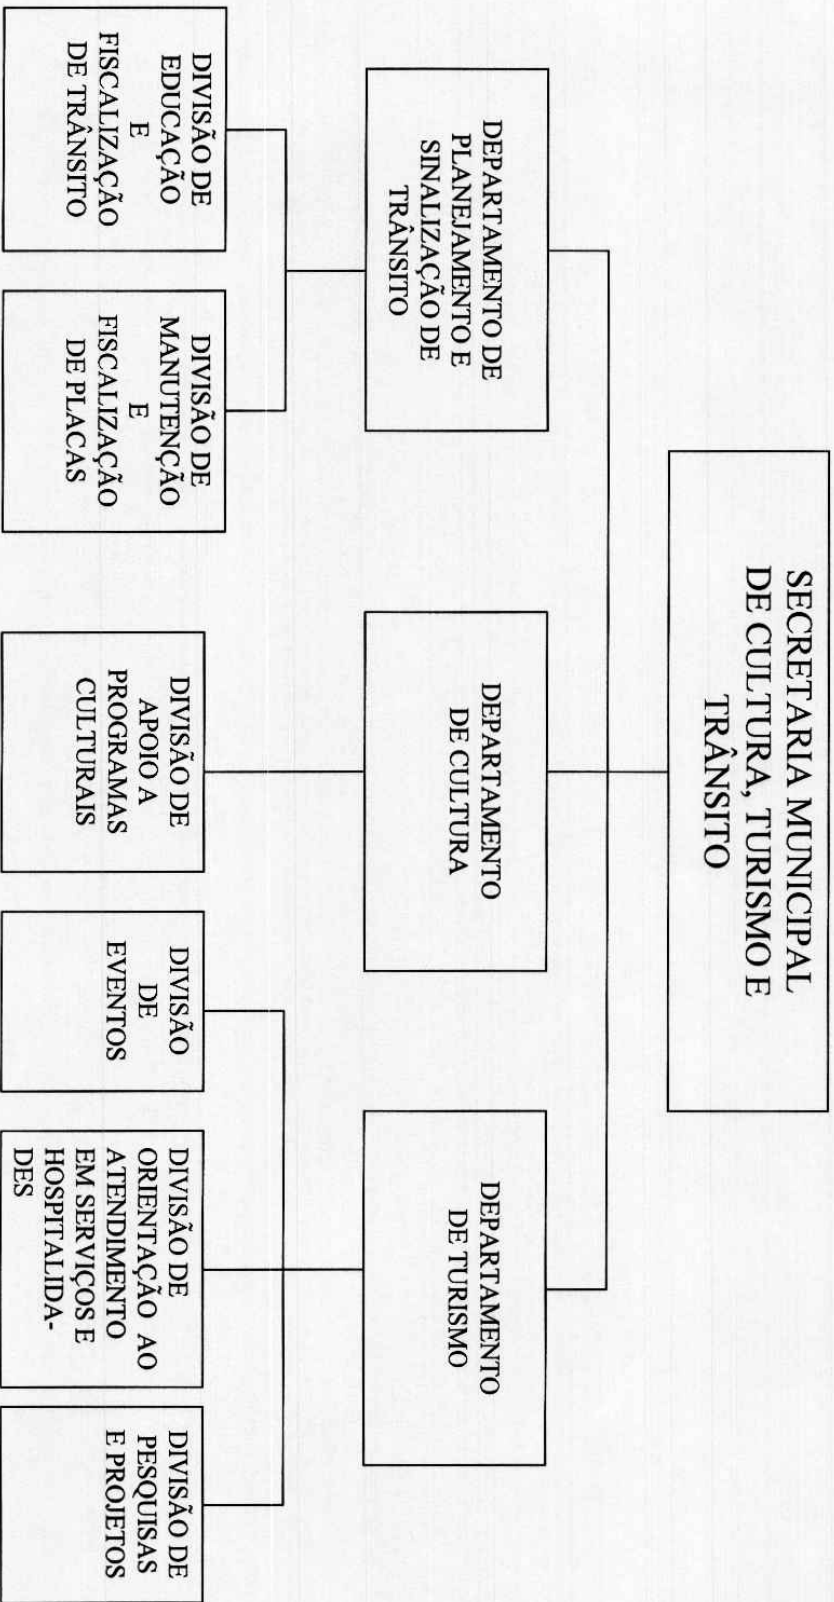 SECRETARIA MUNICIPAL
DE CULTURA, TURISMO E
TRÂNSITO
DEPARTAMENTO DE
PLANEJAMENTO E
SINALIZAÇÃO DE
TRÂNSITO
DEPARTAMENTO
DE CULTURA
DEPARTAMENTO
DE TURISMO
DIVISÃO DE
EDUCAÇÃO
E
FISCALIZAÇÃO
DE TRÂNSITO
DIVISÃO DE
MANUTENÇÃO
E
FISCALIZAÇÃO
DE PLACAS
DIVISÃO DE
APOIO A
PROGRAMAS
CULTURAIS
DIVISÃO
DE
EVENTOS
DIVISÃO DE
ORIENTAÇÃO AO
ATENDIMENTO
EM SERVIÇOS E
HOSPITALIDA-
DES
DIVISÃO DE
PESQUISAS
E PROJETOS